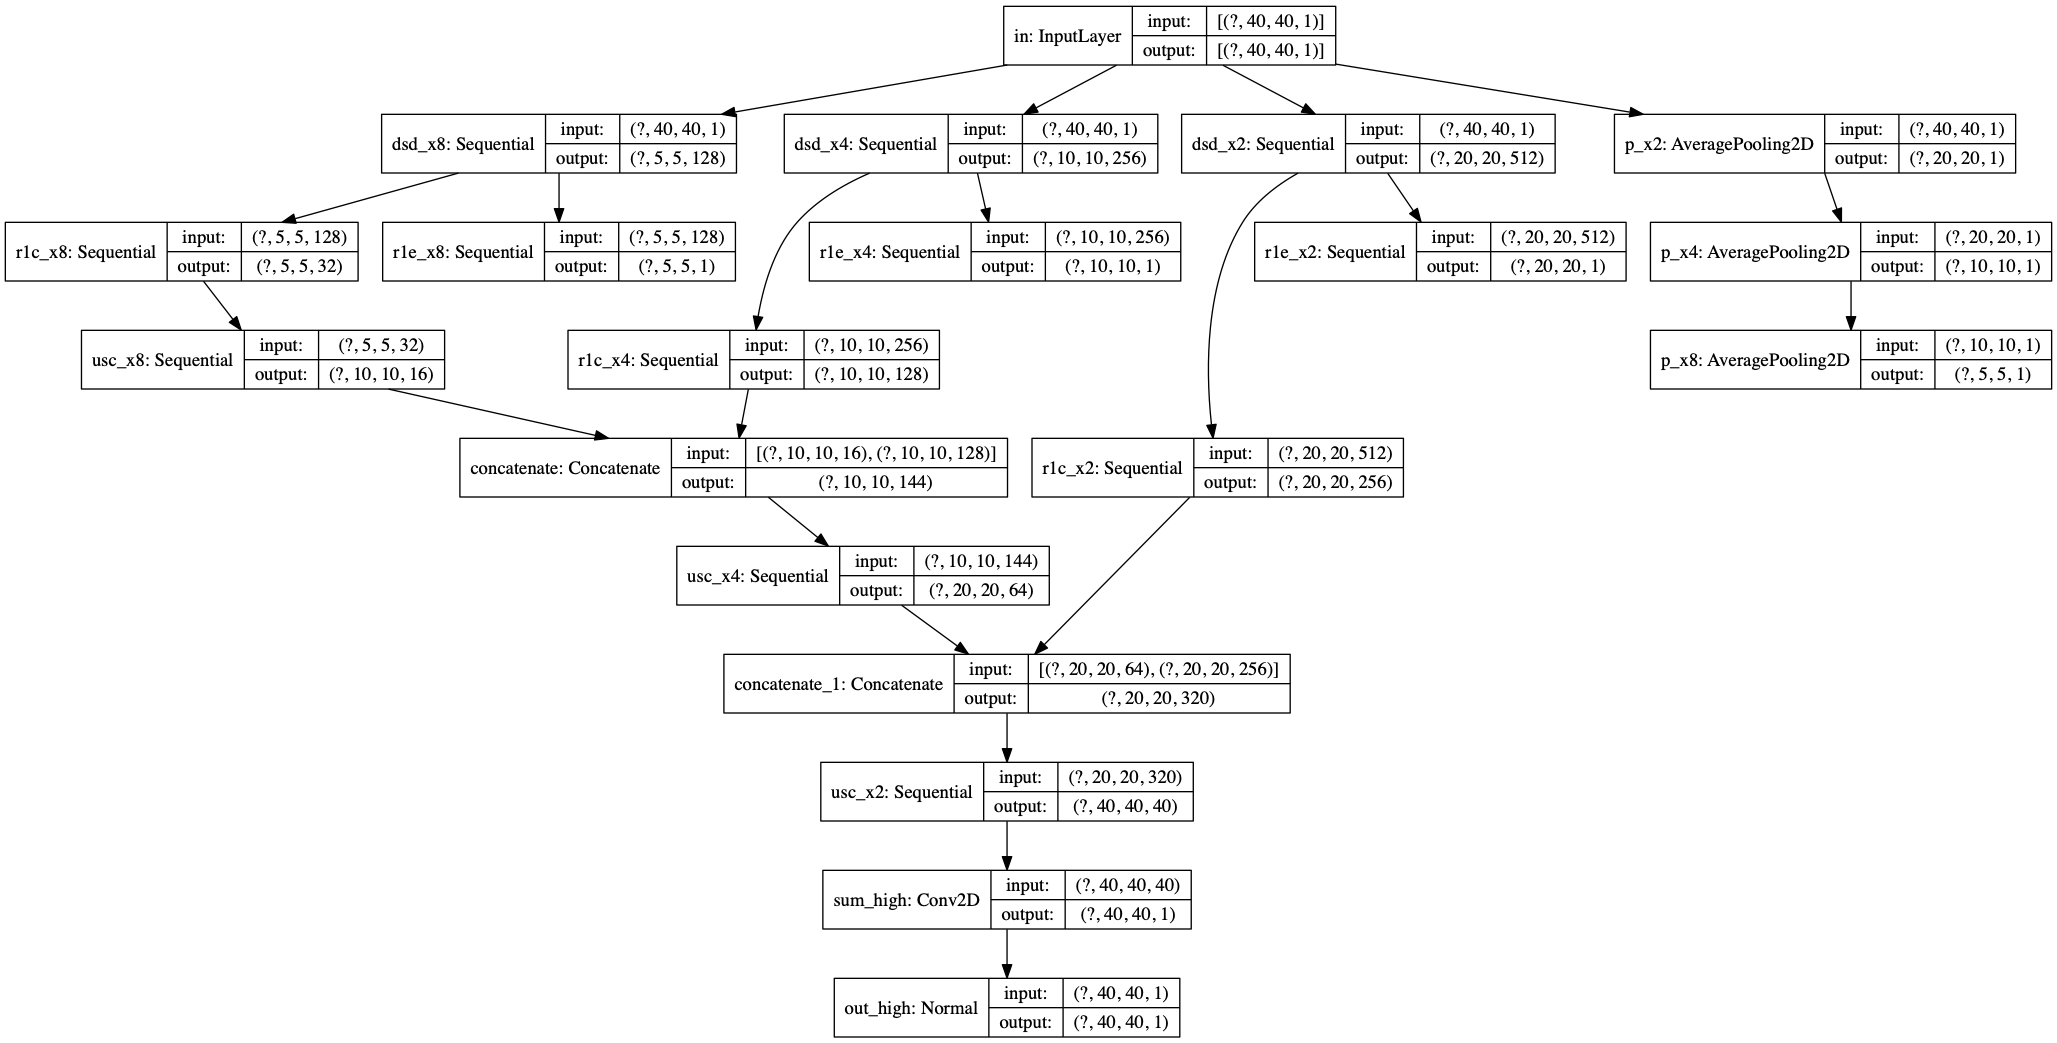 in: InputLayer
input: [(?, 40, 40, 1)]
output: [(?, 40, 40, 1)]
dsd_x8: Sequential
input: (?, 40, 40, 1)
output: (?, 5, 5, 128)
dsd_x4: Sequential
input: (?, 40, 40, 1)
output: (?, 10, 10, 256)
dsd_x2: Sequential
input: (?, 40, 40, 1)
output: (?, 20, 20, 512)
p_x2: AveragePooling2D
input: (?, 40, 40, 1)
output: (?, 20, 20, 1)
r1c_x8: Sequential
input: (?, 5, 5, 128)
output: (?, 5, 5, 32)
r1e_x8: Sequential
input: (?, 5, 5, 128)
output: (?, 5, 5, 1)
r1e_x4: Sequential
input: (?, 10, 10, 256)
output: (?, 10, 10, 1)
r1e_x2: Sequential
input: (?, 20, 20, 512)
output: (?, 20, 20, 1)
p_x4: AveragePooling2D
input: (?, 20, 20, 1)
output: (?, 10, 10, 1)
usc_x8: Sequential
input: (?, 5, 5, 32)
output: (?, 10, 10, 16)
r1c_x4: Sequential
input: (?, 10, 10, 256)
output: (?, 10, 10, 128)
p_x8: AveragePooling2D
input: (?, 10, 10, 1)
output: (?, 5, 5, 1)
concatenate: Concatenate
input: [(?, 10, 10, 16), (?, 10, 10, 128)]
output: (?, 10, 10, 144)
r1c_x2: Sequential
input: (?, 20, 20, 512)
output: (?, 20, 20, 256)
usc_x4: Sequential
input: (?, 10, 10, 144)
output: (?, 20, 20, 64)
concatenate_1: Concatenate
input: [(?, 20, 20, 64), (?, 20, 20, 256)]
output: (?, 20, 20, 320)
usc_x2: Sequential
input: (?, 20, 20, 320)
output: (?, 40, 40, 40)
sum_high: Conv2D
input: (?, 40, 40, 40)
output: (?, 40, 40, 1)
out_high: Normal
input: (?, 40, 40, 1)
output: (?, 40, 40, 1)